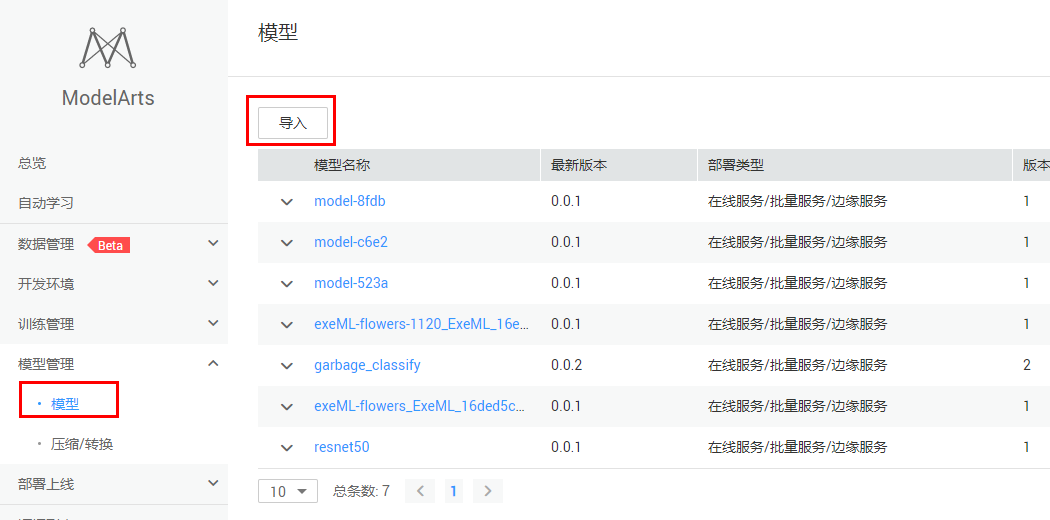 ModelArts
总览
自动学习
数据管理 Beta
开发环境
训练管理
模型管理
模型
压缩/转换
部署上线
模型
导入
模型名称 最新版本 部署类型 版本
model-8fdb 0.0.1 在线服务/批量服务/边缘服务 1
model-c6e2 0.0.1 在线服务/批量服务/边缘服务 1
model-523a 0.0.1 在线服务/批量服务/边缘服务 1
exeML-flowers-1120_ExeML_16e... 0.0.1 在线服务/批量服务/边缘服务 1
garbage_classify 0.0.2 在线服务/批量服务/边缘服务 2
exeML-flowers_ExeML_16ded5c... 0.0.1 在线服务/批量服务/边缘服务 1
resnet50 0.0.1 在线服务/批量服务/边缘服务 1
10 总条数: 7 1